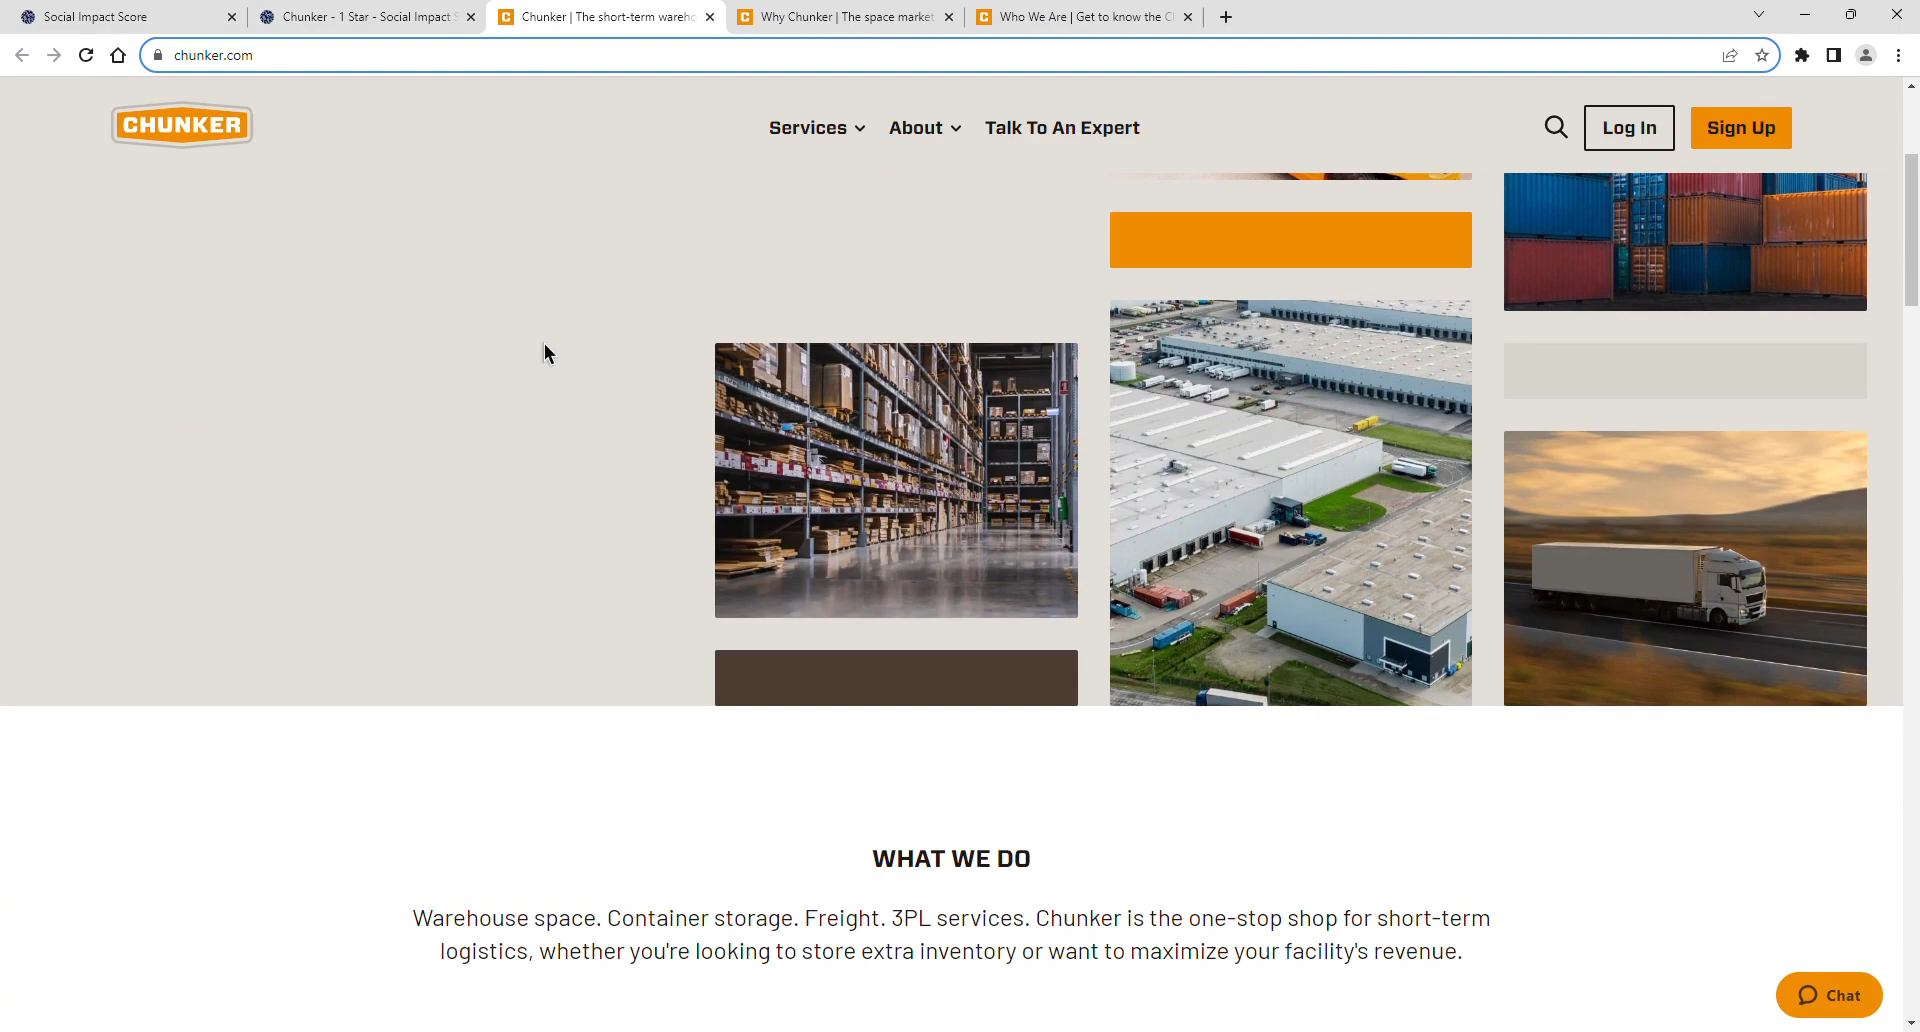 Social Impact Score
Chunker - 1 Star - Social Impact S
Chunker | The short-term wareho
Why Chunker | The space market
Who We Are | Get to know the C
chunker.com
CHUNKER
Services
About
Talk To An Expert
Log In
Sign Up
WHAT WE DO
Warehouse space. Container storage. Freight. 3PL services. Chunker is the one-stop shop for short-term
logistics, whether you're looking to store extra inventory or want to maximize your facility's revenue.
Chat